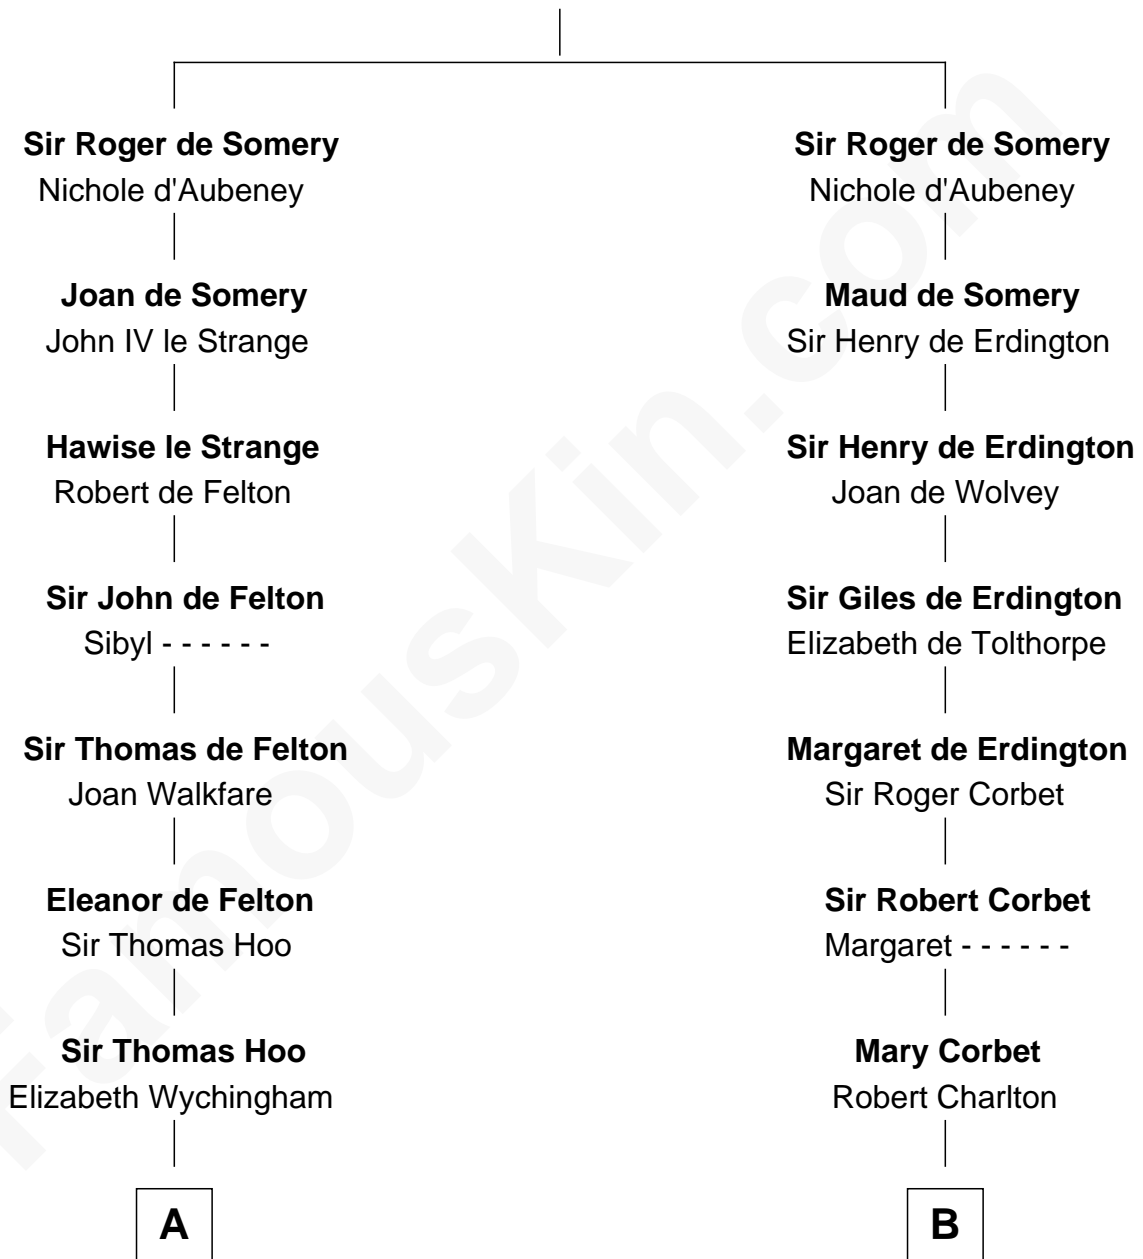 Sir Roger de Somery
Nichole d'Aubeney
Joan de Somery
John IV le Strange
Hawise le Strange
Robert de Felton
Sir John de Felton
Sibyl - - - - - -
Sir Thomas de Felton
Joan Walkfare
Eleanor de Felton
Sir Thomas Hoo
Sir Thomas Hoo
Elizabeth Wychingham
A
Sir Roger de Somery
Nichole d'Aubeney
Maud de Somery
Sir Henry de Erdington
Sir Henry de Erdington
Joan de Wolvey
Sir Giles de Erdington
Elizabeth de Tolthorpe
Margaret de Erdington
Sir Roger Corbet
Sir Robert Corbet
Margaret - - - - - -
Mary Corbet
Robert Charlton
B
FamousKin.com